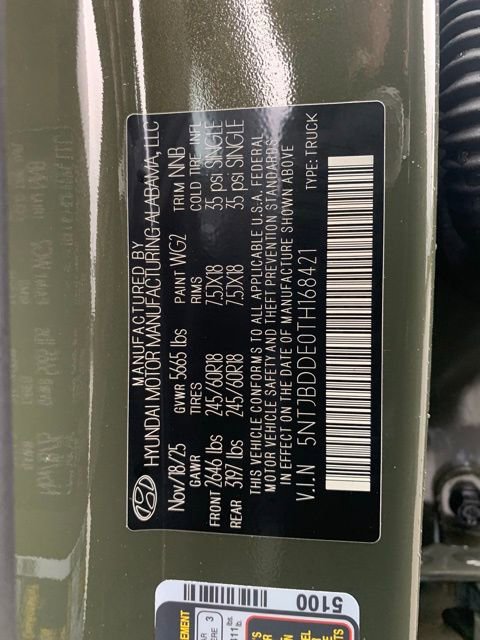 MANUFACTURED BY
HYUNDAI MOTOR MANUFACTURING ALABAMA, LLC
Nov/18/25 GVWR 5665 lbs PAINT WG2 TRIM NNB
GAWR TIRES RIMS COLD TIRE INFL
FRONT 2646 lbs 245/60R18 7.5JX18 35 psi SINGLE
REAR 3197 lbs 245/60R18 7.5JX18 35 psi SINGLE
THIS VEHICLE CONFORMS TO ALL APPLICABLE U.S.A. FEDERAL
MOTOR VEHICLE SAFETY AND THEFT PREVENTION STANDARDS
IN EFFECT ON THE DATE OF MANUFACTURE SHOWN ABOVE
V.I.N 5NTJBDDE0TH168421 TYPE: TRUCK
5100
3